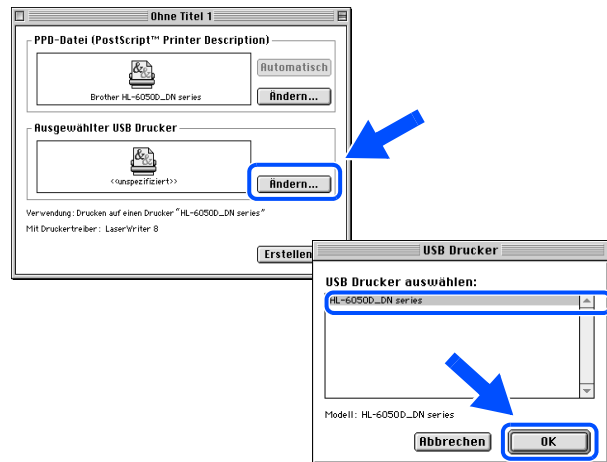 Ohne Titel 1
PPD-Datei (PostScript™ Printer Description)
Automatisch
Brother HL-6050D_DN series
Ändern...
Ausgewählter USB Drucker
<<unspezifiziert>>
Ändern...
Verwendung: Drucken auf einen Drucker "HL-6050D_DN series"
Mit Druckertreiber: LaserWriter 8
Erstellen
USB Drucker
USB Drucker auswählen:
HL-6050D_DN series
Modell: HL-6050D_DN series
Abbrechen
OK